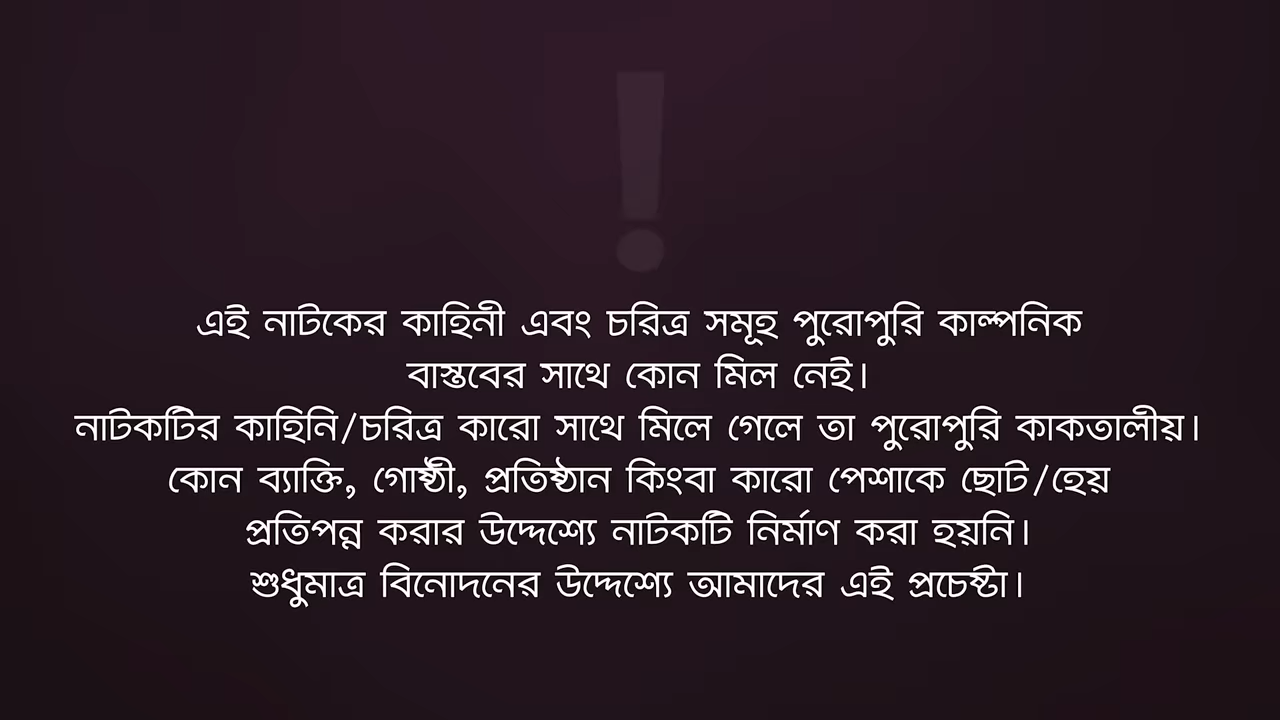 এই নাটকের কাহিনী এবং চরিত্র সমূহ পুরোপুরি কাল্পনিক
বাস্তবের সাথে কোন মিল নেই।
নাটকটির কাহিনি/চরিত্র কারো সাথে মিলে গেলে তা পুরোপুরি কাকতালীয়।
কোন ব্যাক্তি, গোষ্ঠী, প্রতিষ্ঠান কিংবা কারো পেশাকে ছোট/হেয়
প্রতিপন্ন করার উদ্দেশ্যে নাটকটি নির্মাণ করা হয়নি।
শুধুমাত্র বিনোদনের উদ্দেশ্যে আমাদের এই প্রচেষ্টা।